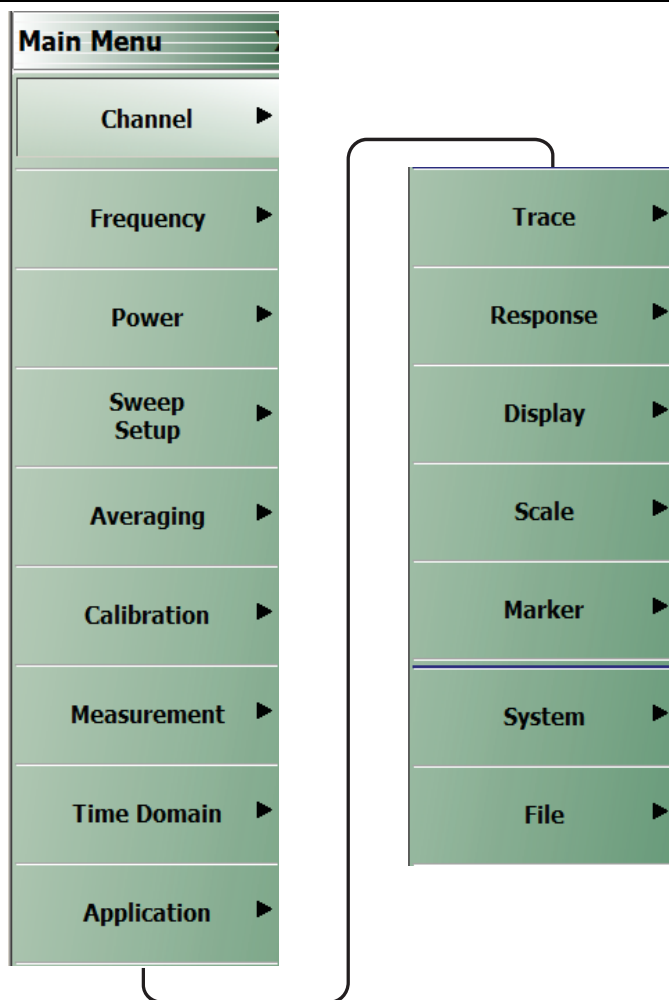 Main Menu
Channel
Frequency
Power
Sweep
Setup
Averaging
Calibration
Measurement
Time Domain
Application
Trace
Response
Display
Scale
Marker
System
File